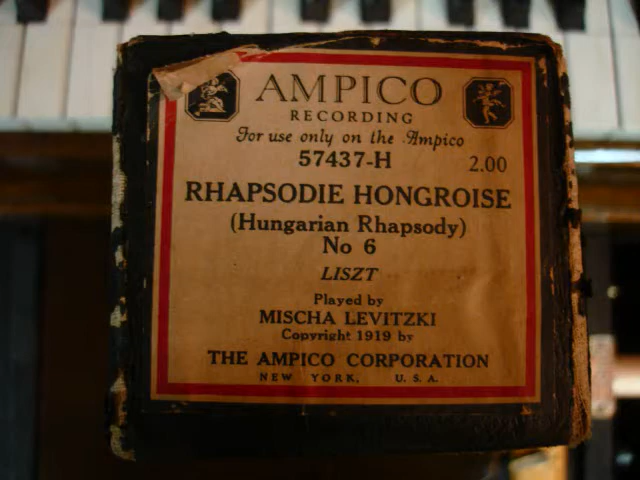 AMPICO
RECORDING
For use only on the Ampico
57437-H 2.00
RHAPSODIE HONGROISE
(Hungarian Rhapsody)
No 6
LISZT
Played by
MISCHA LEVITZKI
Copyright 1919 by
THE AMPICO CORPORATION
NEW YORK, U. S. A.